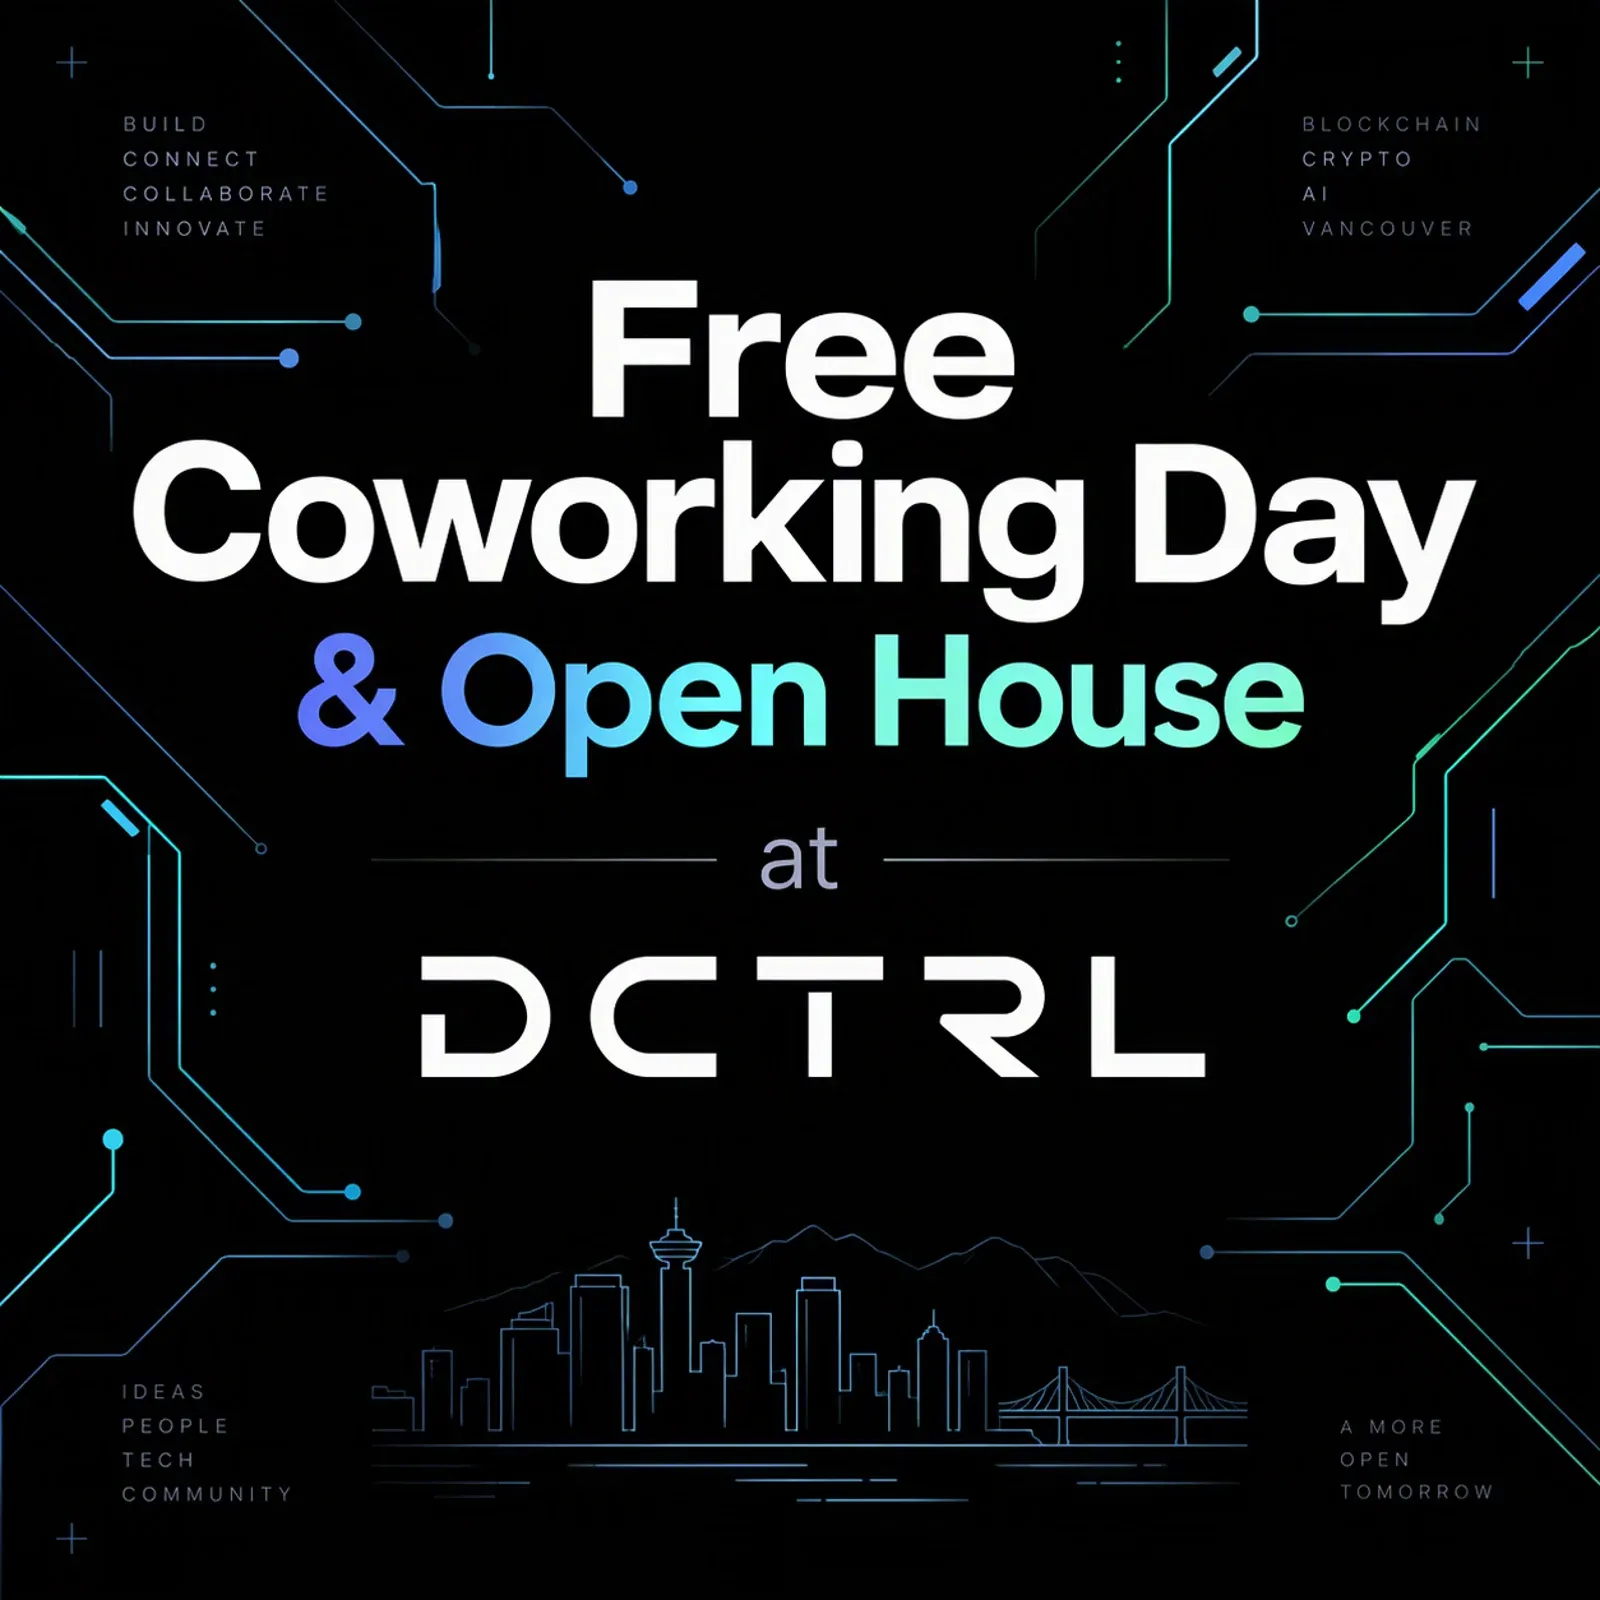 BUILD
CONNECT
COLLABORATE
INNOVATE
BLOCKCHAIN
CRYPTO
AI
VANCOUVER
Free
Coworking Day
& Open House
at
DCTRL
IDEAS
PEOPLE
TECH
COMMUNITY
A MORE
OPEN
TOMORROW